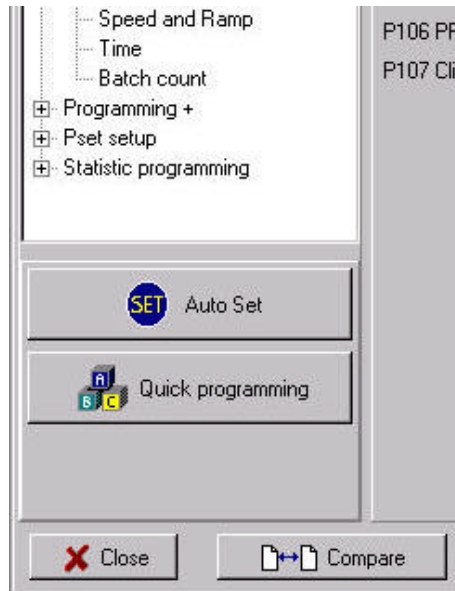 Speed and Ramp
Time
Batch count
Programming +
Pset setup
Statistic programming
P106 PF
P107 Cli
SET Auto Set
A
B C
Quick programming
Close
Compare